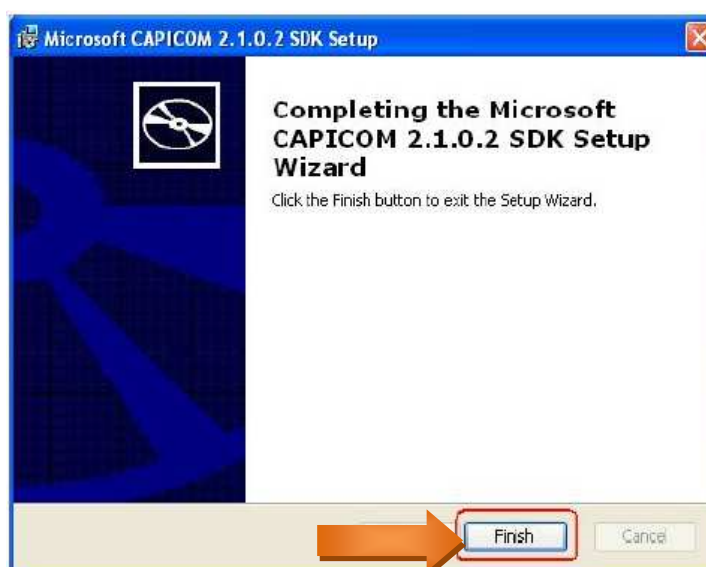 Microsoft CAPICOM 2.1.0.2 SDK Setup
Completing the Microsoft
CAPICOM 2.1.0.2 SDK Setup
Wizard
Click the Finish button to exit the Setup Wizard.
Finish
Cancel